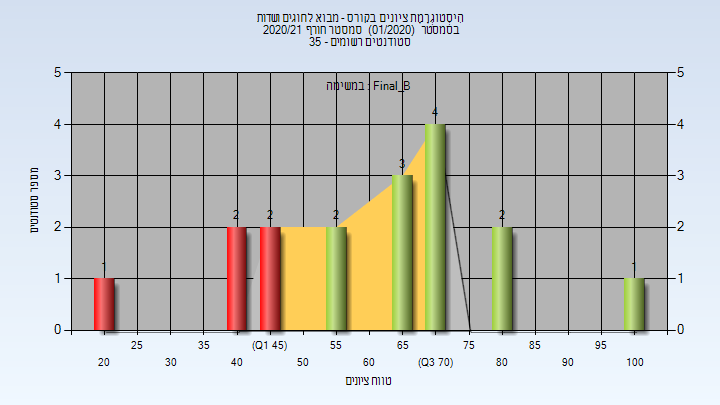 היסטוגרמת ציונים בקורס - מבוא לחוגים ושדות
בסמסטר (01/2020) סמסטר חורף 2020/21
סטודנטים רשומים - 35
במשימה : Final_B
מספר סטודנטים
5 5
4 4
3 3
2 2
1 1
0 0
1 2 2 2 3 4 2 1
25 35 (Q1 45) 55 65 75 85 95
20 30 40 50 60 (Q3 70) 80 90 100
טווח ציונים